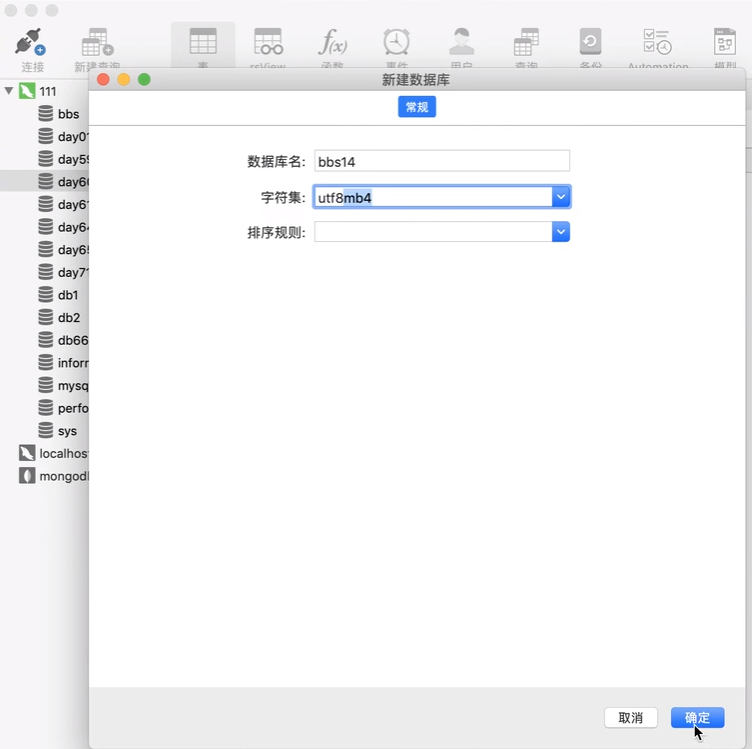 连接
新建查询
表
rsView
函数
事件
用户
查询
备份
Automation
模型
新建数据库
常规
111
bbs
day01
day59
day60
day61
day64
day65
day71
db1
db2
db66
inforr
mysq
perfo
sys
localhos
mongodl
数据库名:
bbs14
字符集:
utf8mb4
排序规则:
取消
确定